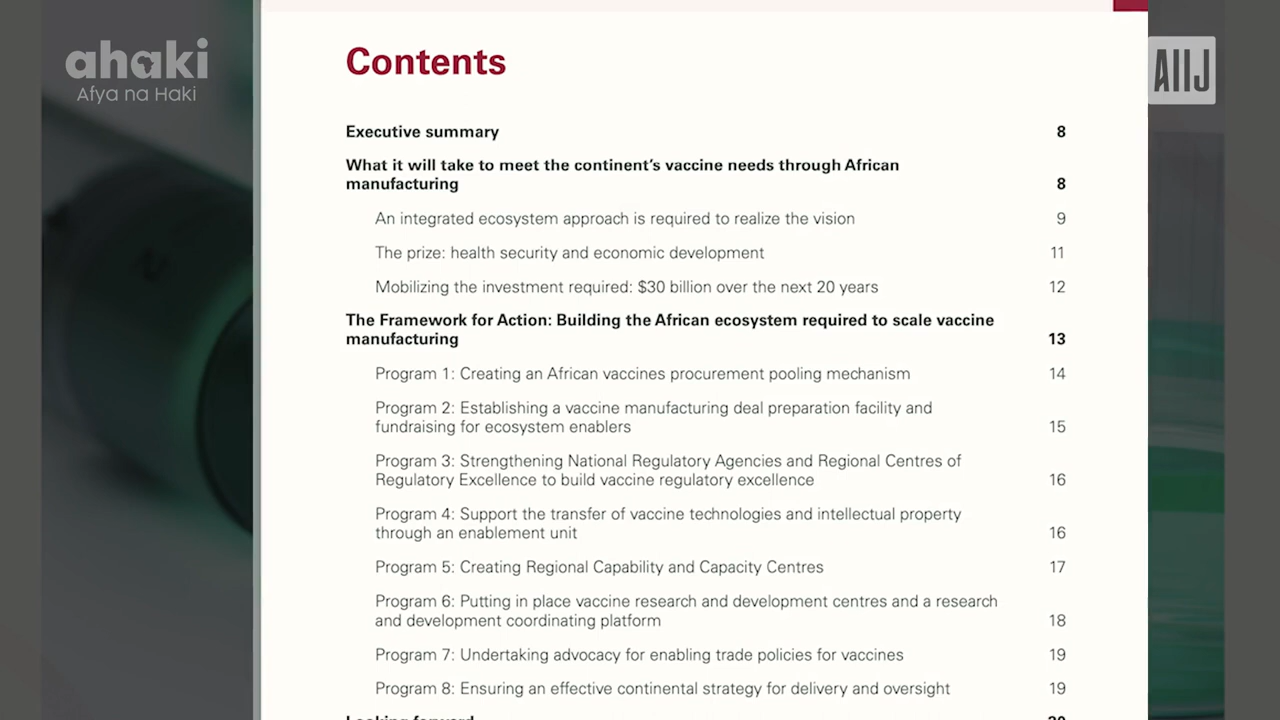 ahaki
Afya na Haki
AIIJ
Contents
Executive summary 8
What it will take to meet the continent's vaccine needs through African
manufacturing 8
An integrated ecosystem approach is required to realize the vision 9
The prize: health security and economic development 11
Mobilizing the investment required: $30 billion over the next 20 years 12
The Framework for Action: Building the African ecosystem required to scale vaccine
manufacturing 13
Program 1: Creating an African vaccines procurement pooling mechanism 14
Program 2: Establishing a vaccine manufacturing deal preparation facility and
fundraising for ecosystem enablers 15
Program 3: Strengthening National Regulatory Agencies and Regional Centres of
Regulatory Excellence to build vaccine regulatory excellence 16
Program 4: Support the transfer of vaccine technologies and intellectual property
through an enablement unit 16
Program 5: Creating Regional Capability and Capacity Centres 17
Program 6: Putting in place vaccine research and development centres and a research
and development coordinating platform 18
Program 7: Undertaking advocacy for enabling trade policies for vaccines 19
Program 8: Ensuring an effective continental strategy for delivery and oversight 19
Looking forward 20